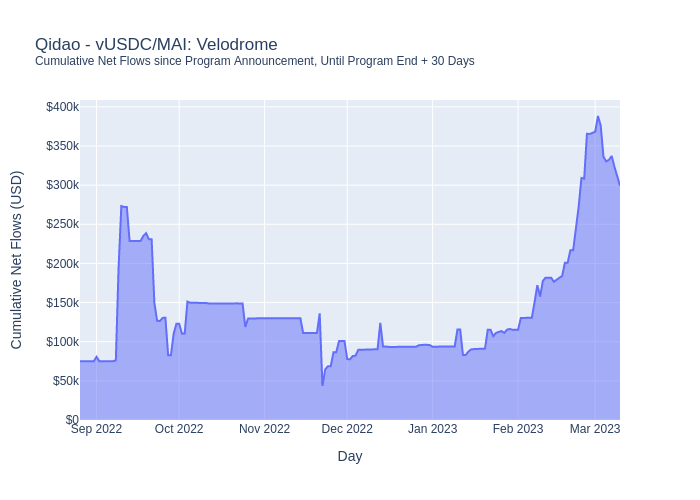 Qidao - vUSDC/MAI: Velodrome
Cumulative Net Flows since Program Announcement, Until Program End + 30 Days
Cumulative Net Flows (USD)
$400k
$350k
$300k
$250k
$200k
$150k
$100k
$50k
$0
Sep 2022 Oct 2022 Nov 2022 Dec 2022 Jan 2023 Feb 2023 Mar 2023
Day